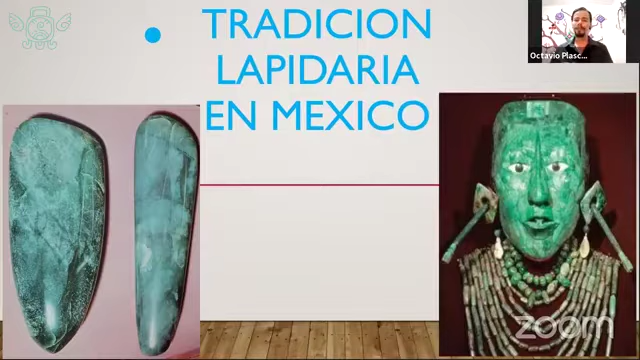 TRADICION
LAPIDARIA
EN MEXICO
Octavio Plasc...
zoom